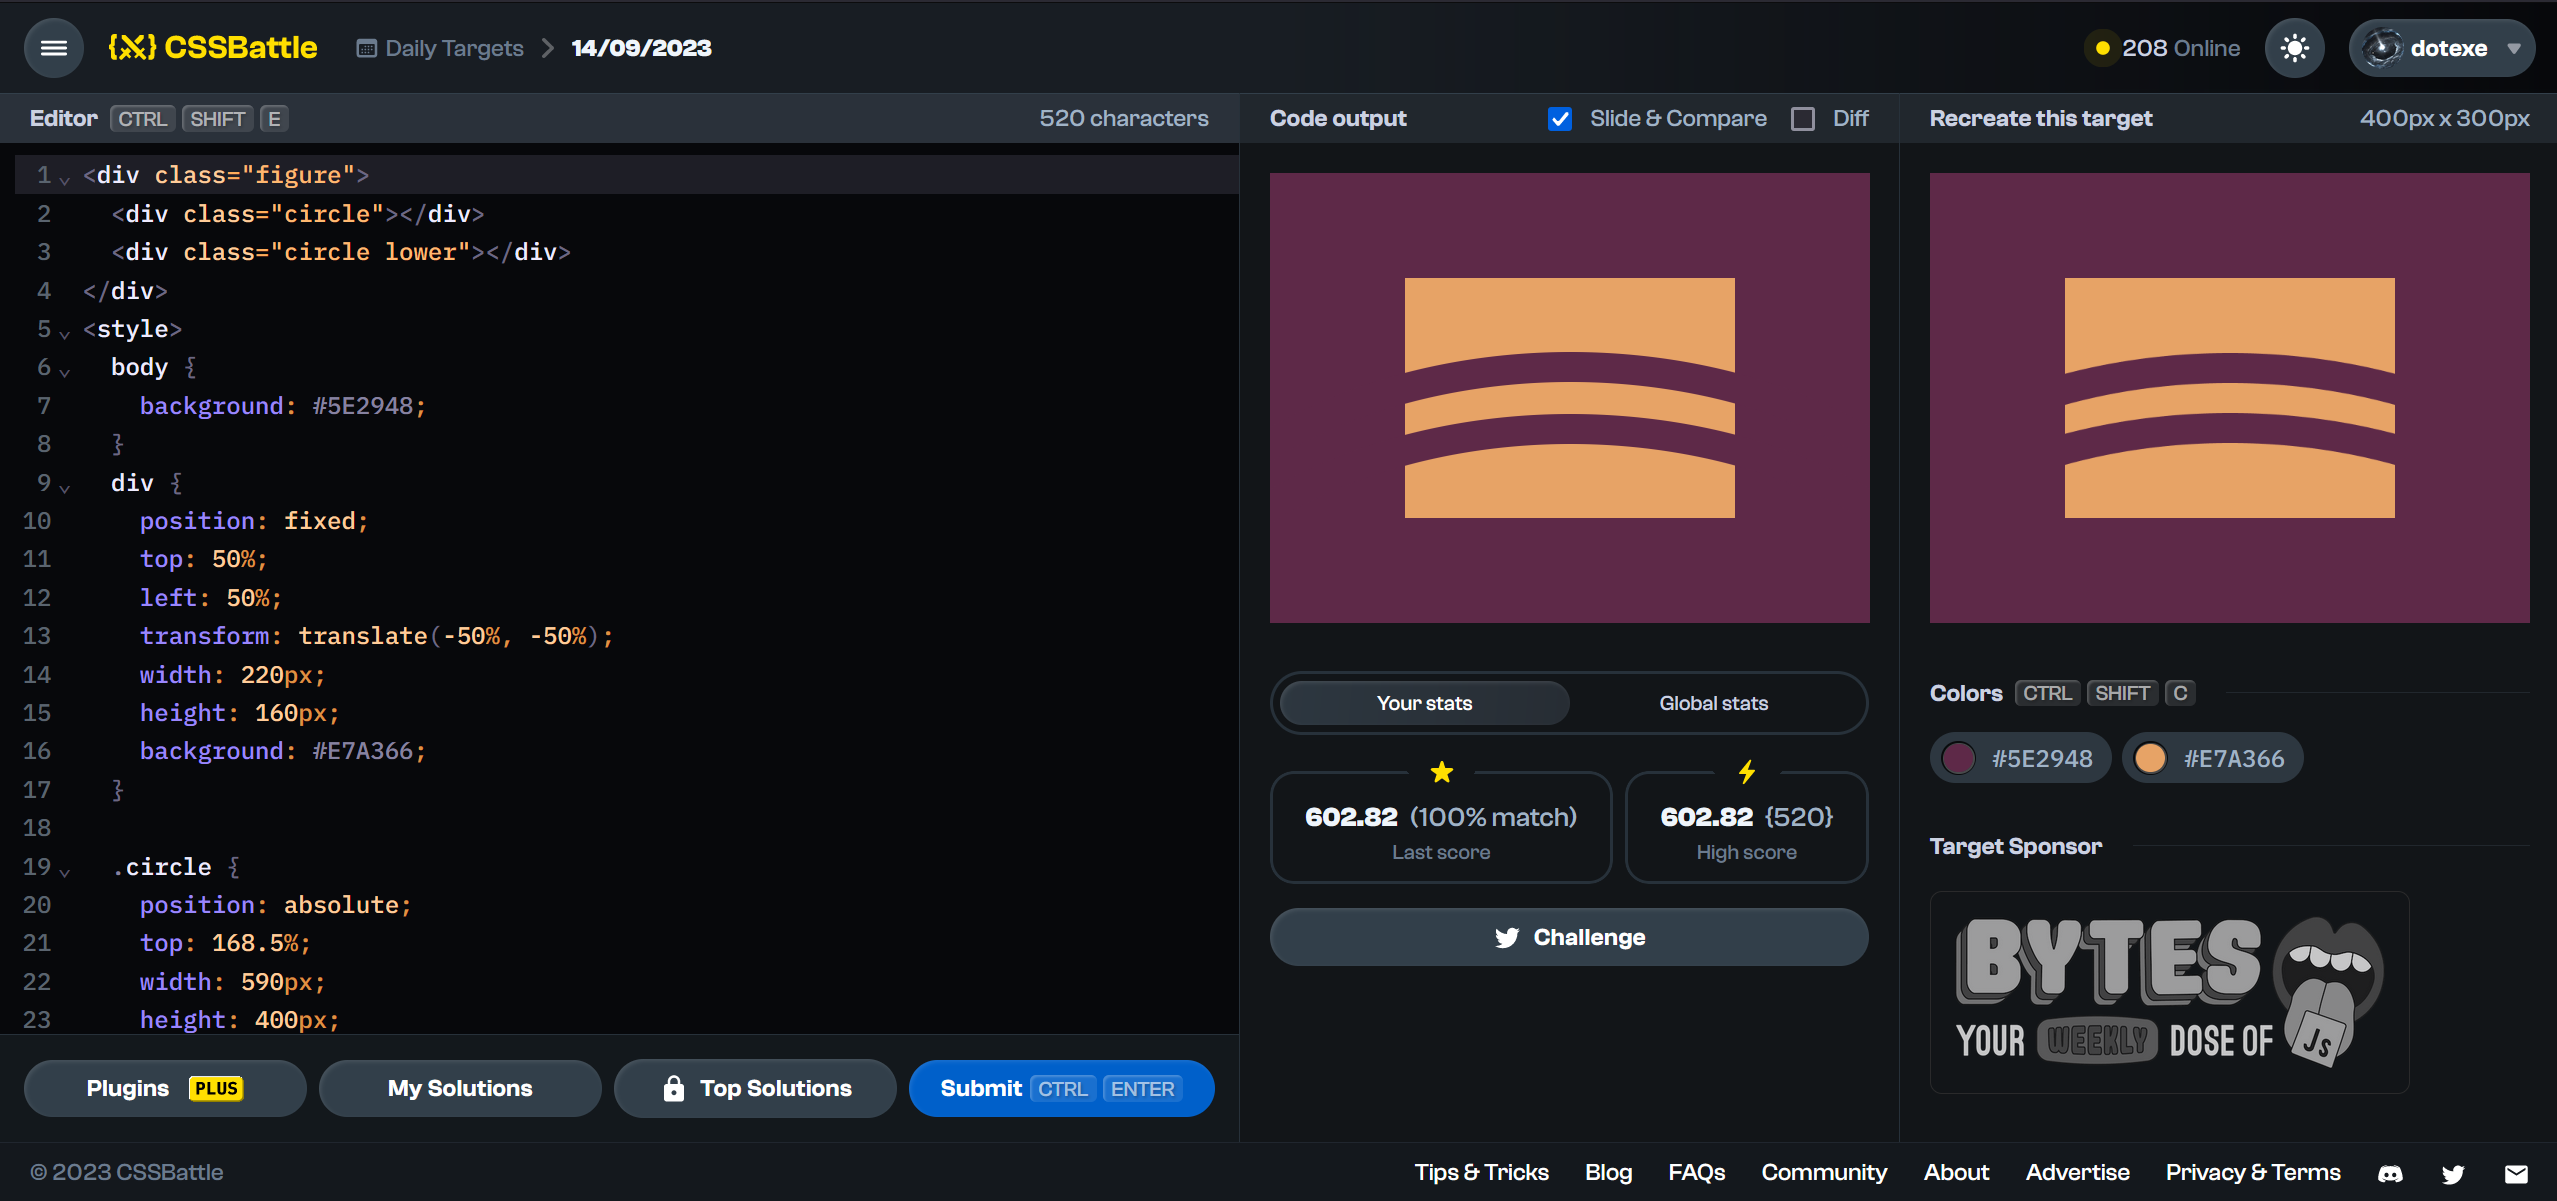 {X} CSSBattle
Daily Targets > 14/09/2023
208 Online
dotexe
Editor CTRL SHIFT E
520 characters
1 <div class="figure">
2 <div class="circle"></div>
3 <div class="circle lower"></div>
4 </div>
5 <style>
6 body {
7 background: #5E2948;
8 }
9 div {
10 position: fixed;
11 top: 50%;
12 left: 50%;
13 transform: translate(-50%, -50%);
14 width: 220px;
15 height: 160px;
16 background: #E7A366;
17 }
18
19 .circle {
20 position: absolute;
21 top: 168.5%;
22 width: 590px;
23 height: 400px;
Plugins PLUS
My Solutions
Top Solutions
Submit CTRL ENTER
Code output
Slide & Compare
Diff
Your stats
Global stats
602.82 (100% match)
Last score
602.82 {520}
High score
Challenge
Recreate this target
400px x 300px
Colors CTRL SHIFT C
#5E2948
#E7A366
Target Sponsor
BYTES
YOUR WEEKLY DOSE OF JS
© 2023 CSSBattle
Tips & Tricks
Blog
FAQs
Community
About
Advertise
Privacy & Terms